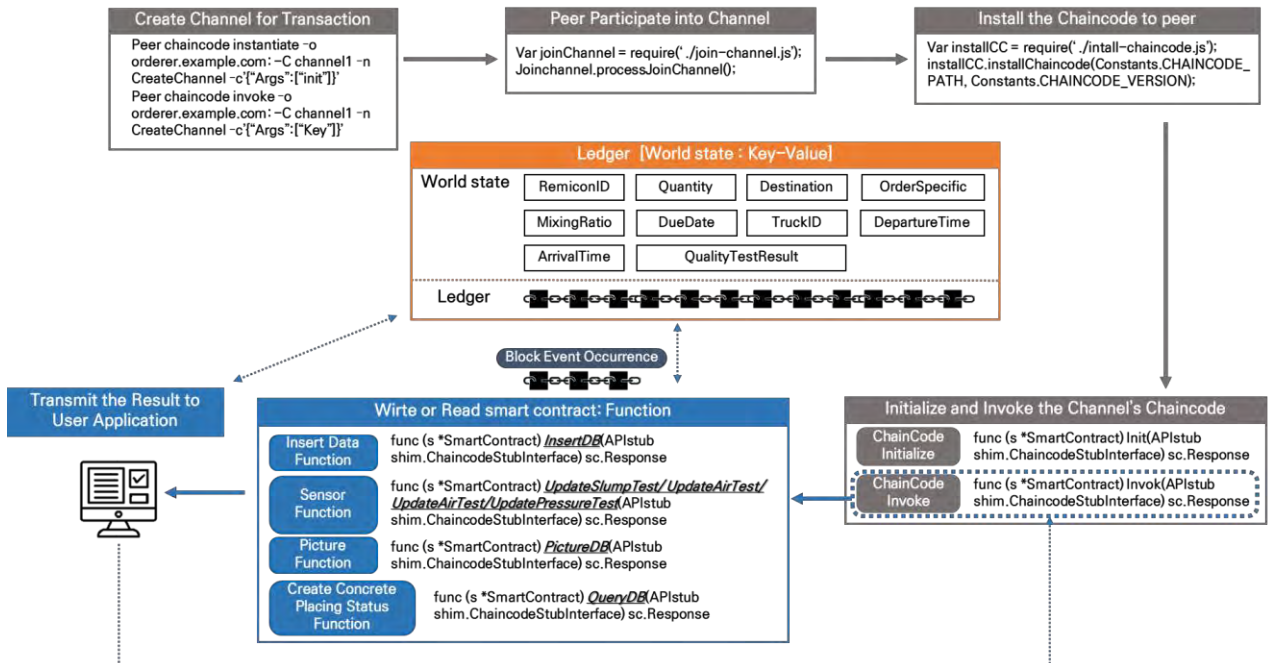 Create Channel for Transaction
Peer chaincode instantiate -o
orderer.example.com: -C channel1 -n
CreateChannel -c'{"Args":["init"]}'
Peer chaincode invoke -o
orderer.example.com: -C channel1 -n
CreateChannel -c'{"Args":["Key"]}'
Peer Participate into Channel
Var joinChannel = require(' ./join-channel.js');
Joinchannel.processJoinChannel();
Install the Chaincode to peer
Var installCC = require(' ./intall-chaincode.js');
installCC.installChaincode(Constants.CHAINCODE_
PATH, Constants.CHAINCODE_VERSION);
Ledger [World state : Key-Value]
World state
RemiconID
Quantity
Destination
OrderSpecific
MixingRatio
DueDate
TruckID
DepartureTime
ArrivalTime
QualityTestResult
Ledger
Block Event Occurrence
Transmit the Result to
User Application
Wirte or Read smart contract: Function
Insert Data
Function
func (s *SmartContract) InsertDB(APIstub
shim.ChaincodeStubInterface) sc.Response
Sensor
Function
func (s *SmartContract) UpdateSlumpTest/ UpdateAirTest/
UpdateAirTest/UpdatePressureTest(APIstub
shim.ChaincodeStubInterface) sc.Response
Picture
Function
func (s *SmartContract) PictureDB(APIstub
shim.ChaincodeStubInterface) sc.Response
Create Concrete
Placing Status
Function
func (s *SmartContract) QueryDB(APIstub
shim.ChaincodeStubInterface) sc.Response
Initialize and Invoke the Channel's Chaincode
ChainCode
Initialize
func (s *SmartContract) Init(APIstub
shim.ChaincodeStubInterface) sc.Response
ChainCode
Invoke
func (s *SmartContract) Invok(APIstub
shim.ChaincodeStubInterface) sc.Response